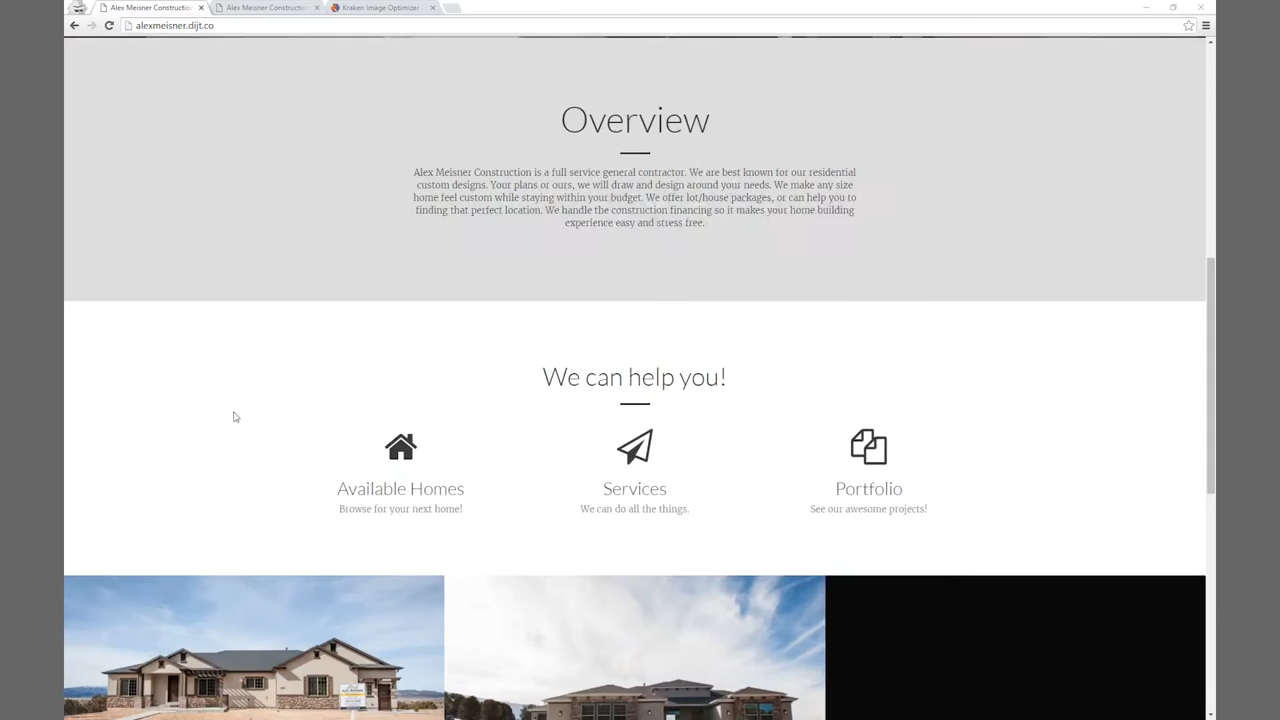 Alex Meisner Construction
Alex Meisner Construction
Kraken Image Optimizer
alexmeisner.dijt.co
Overview
Alex Meisner Construction is a full service general contractor. We are best known for our residential
custom designs. Your plans or ours, we will draw and design around your needs. We make any size
home feel custom while staying within your budget. We offer lot/house packages, or can help you to
finding that perfect location. We handle the construction financing so it makes your home building
experience easy and stress free.
We can help you!
Available Homes
Services
Portfolio
Browse for your next home!
We can do all the things.
See our awesome projects!